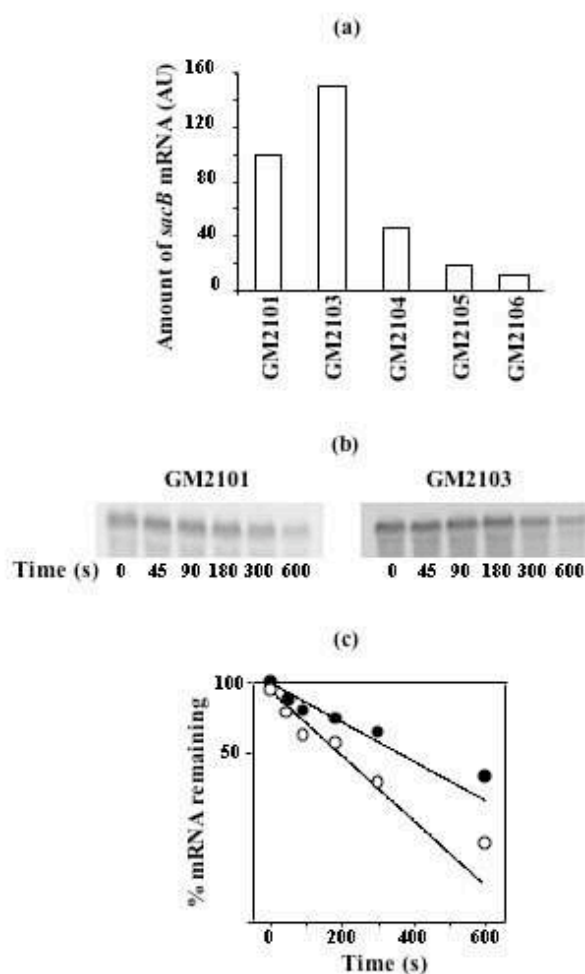 (a)
Amount of sacB mRNA (AU)
160
120
80
40
0
GM2101
GM2103
GM2104
GM2105
GM2106
(b)
GM2101 GM2103
Time (s) 0 45 90 180 300 600 0 45 90 180 300 600
(c)
% mRNA remaining
100
50
0 200 400 600
Time (s)